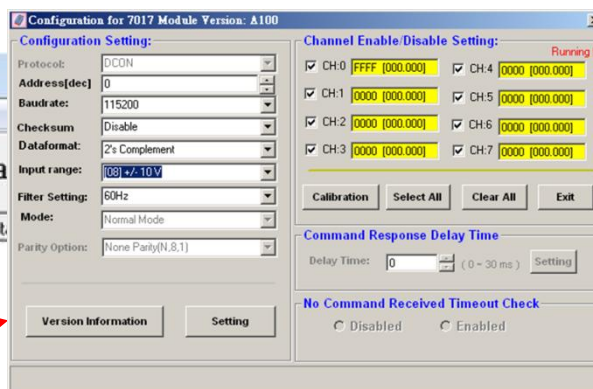 Configuration for 7017 Module Version: A100
Configuration Setting:
Protocol: DCON
Address[dec] 0
Baudrate: 115200
Checksum Disable
Dataformat: 2's Complement
Input range: [08] +/- 10 V
Filter Setting: 60Hz
Mode: Normal Mode
Parity Option: None Parity(N,8,1)
Version Information Setting
Channel Enable/Disable Setting:
Running
CH:0 FFFF [000.000] CH:4 0000 [000.000]
CH:1 0000 [000.000] CH:5 0000 [000.000]
CH:2 0000 [000.000] CH:6 0000 [000.000]
CH:3 0000 [000.000] CH:7 0000 [000.000]
Calibration Select All Clear All Exit
Command Response Delay Time
Delay Time: 0 ( 0 ~ 30 ms ) Setting
No Command Received Timeout Check
Disabled Enabled